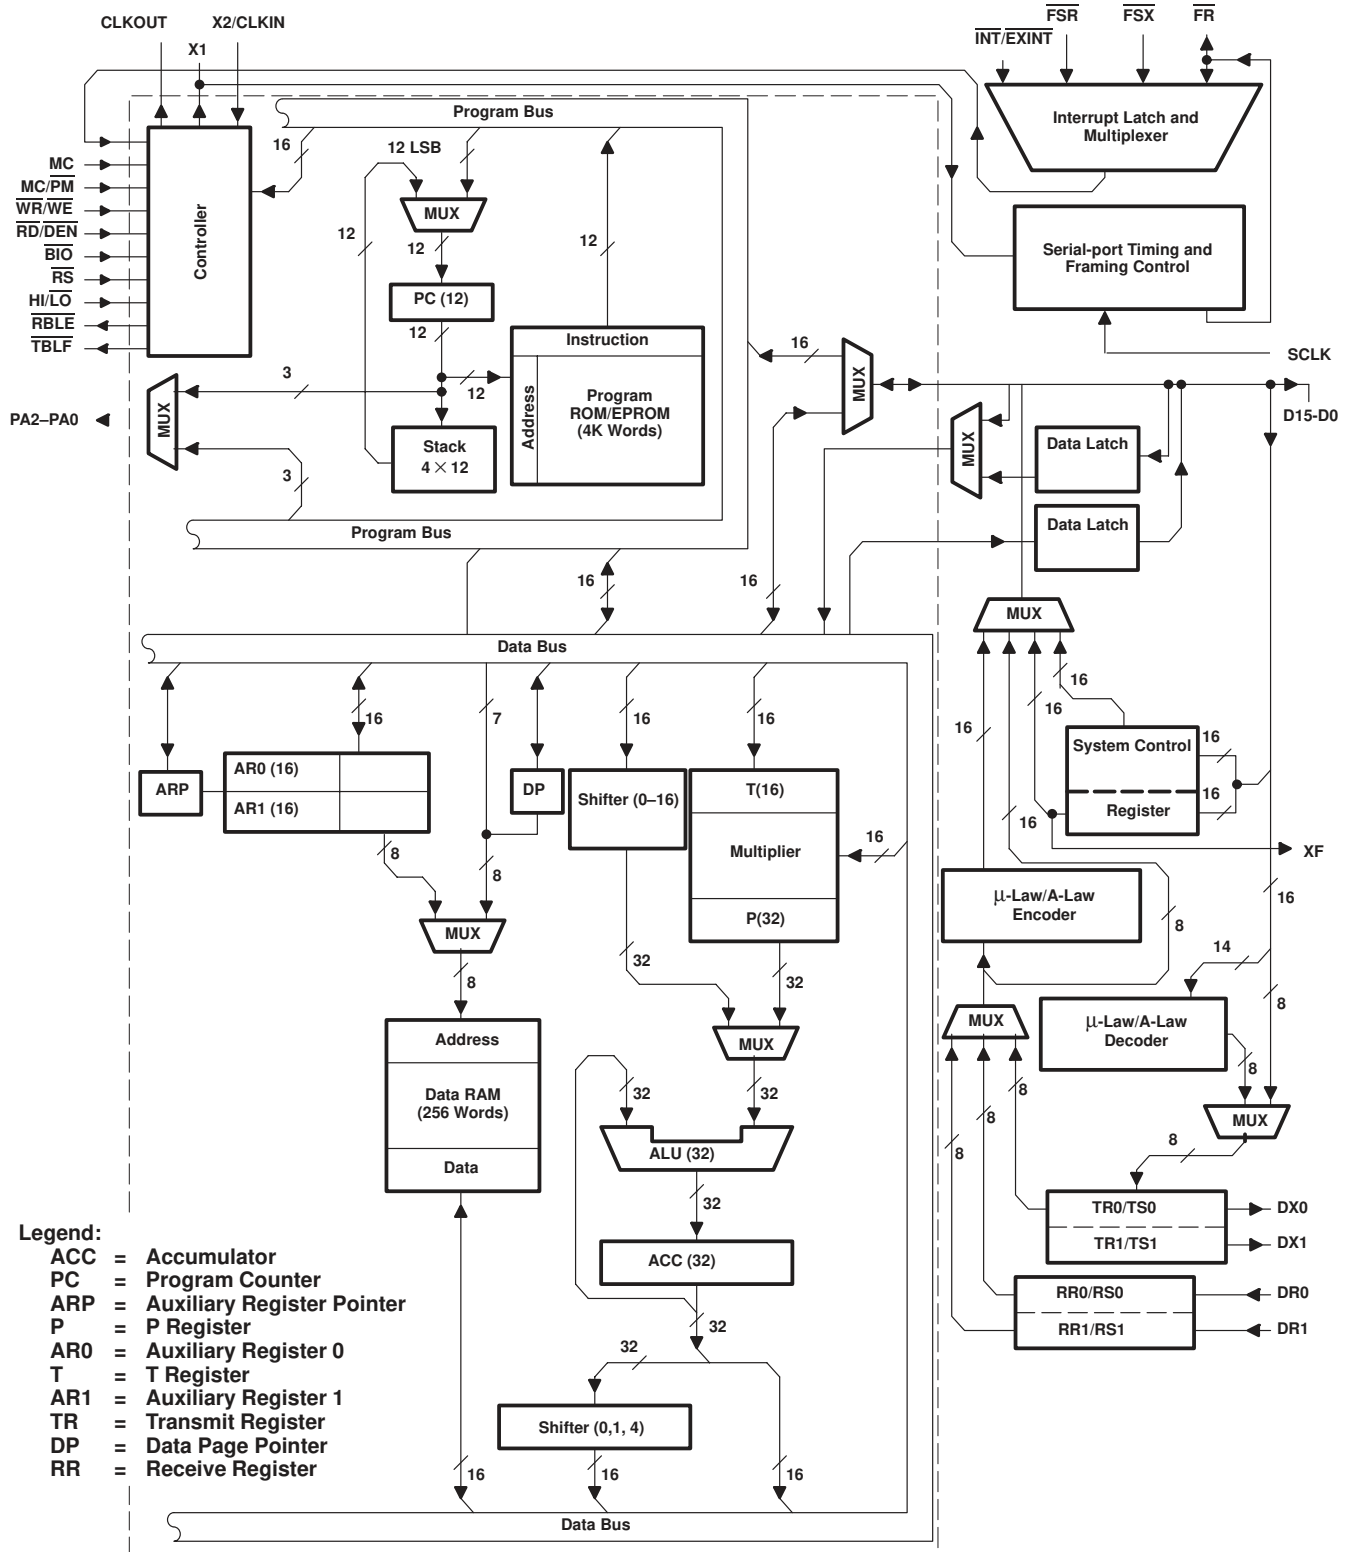 CLKOUT
X2/CLKIN
X1
FSR
FSX
FR
INT/EXINT
Program Bus
16
12 LSB
Interrupt Latch and
Multiplexer
MC
MC/PM
WR/WE
RD/DEN
BIO
RS
HI/LO
RBLE
TBLF
Controller
MUX
12
12
12
PC (12)
12
Serial-port Timing and
Framing Control
SCLK
Instruction
Address
Program
ROM/EPROM
(4K Words)
12
3
Stack
4 × 12
PA2–PA0
MUX
3
16
MUX
D15-D0
MUX
Data Latch
Data Latch
Program Bus
16
16
MUX
Data Bus
16
7
16
16
16
16
16
System Control
Register
16
16
ARP
AR0 (16)
AR1 (16)
DP
Shifter (0–16)
T(16)
Multiplier
P(32)
16
16
XF
8
8
MUX
8
32
32
μ-Law/A-Law
Encoder
8
16
14
8
MUX
μ-Law/A-Law
Decoder
8
MUX
Address
Data RAM
(256 Words)
Data
MUX
32
32
ALU (32)
32
8
8
8
8
TR0/TS0
TR1/TS1
DX0
DX1
ACC (32)
RR0/RS0
RR1/RS1
DR0
DR1
32
32
Shifter (0,1, 4)
16
16
16
Data Bus
Legend:
ACC = Accumulator
PC = Program Counter
ARP = Auxiliary Register Pointer
P = P Register
AR0 = Auxiliary Register 0
T = T Register
AR1 = Auxiliary Register 1
TR = Transmit Register
DP = Data Page Pointer
RR = Receive Register